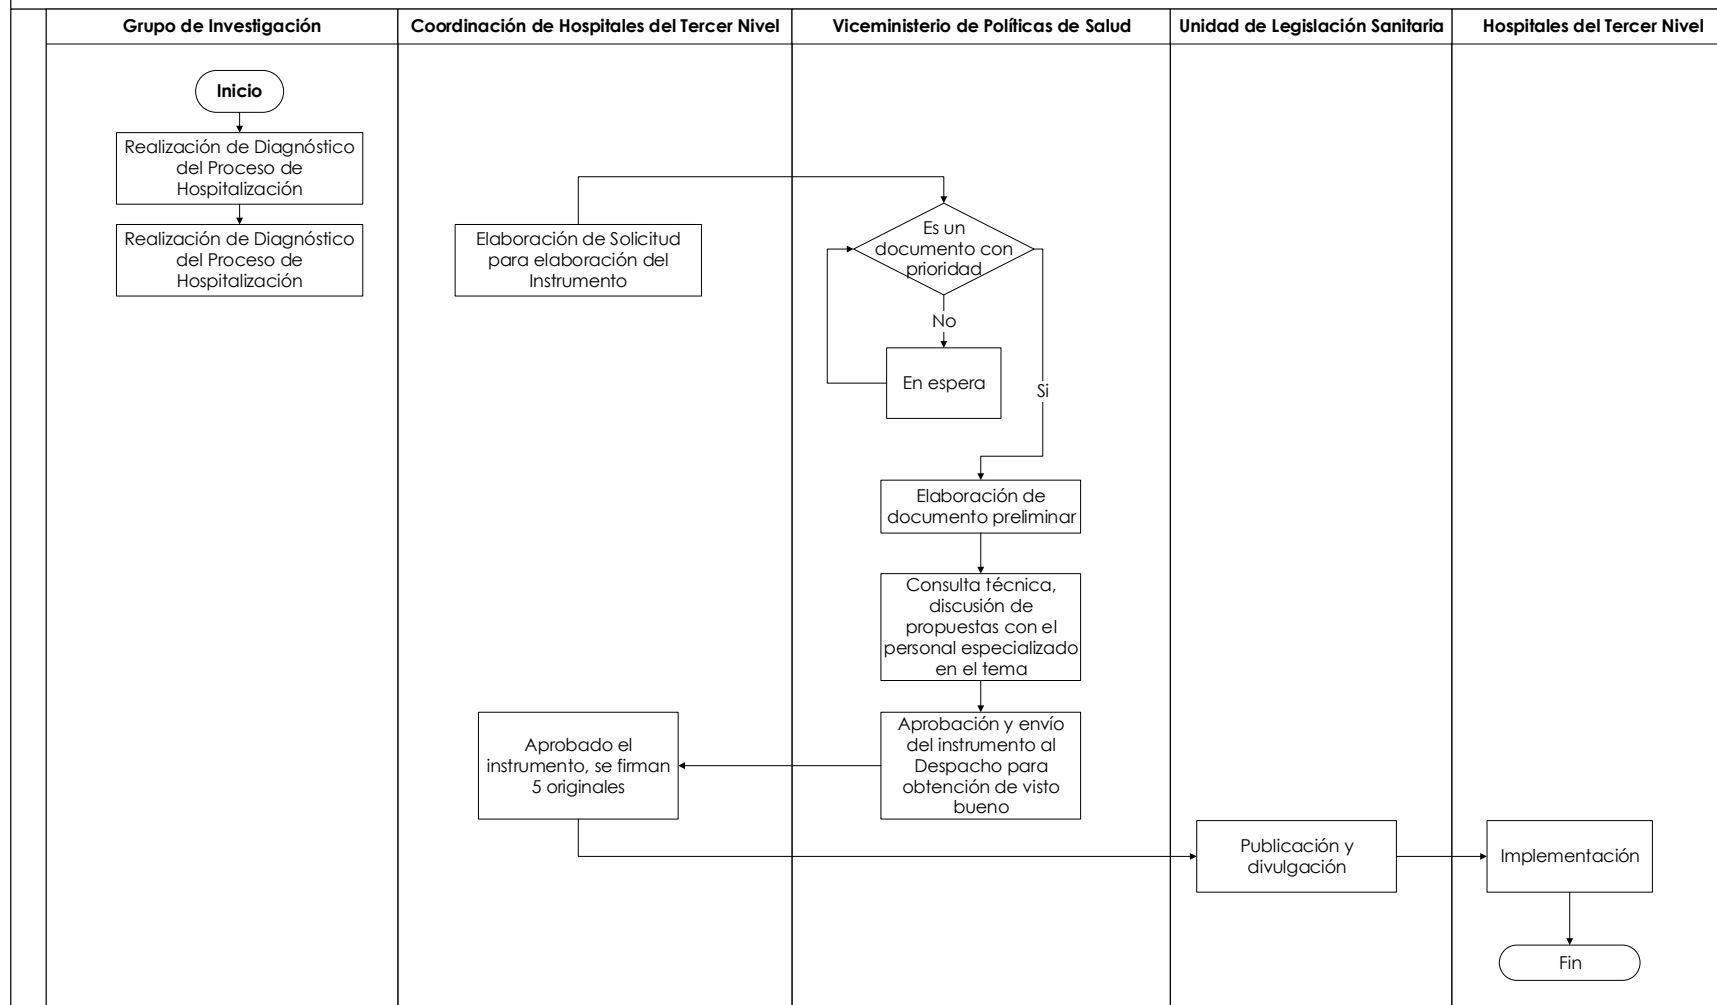 Grupo de Investigación
Coordinación de Hospitales del Tercer Nivel
Viceministerio de Políticas de Salud
Unidad de Legislación Sanitaria
Hospitales del Tercer Nivel
Inicio
Realización de Diagnóstico
del Proceso de
Hospitalización
Realización de Diagnóstico
del Proceso de
Hospitalización
Elaboración de Solicitud
para elaboración del
Instrumento
Es un
documento con
prioridad
No
En espera
Si
Elaboración de
documento preliminar
Consulta técnica,
discusión de
propuestas con el
personal especializado
en el tema
Aprobación y envío
del instrumento al
Despacho para
obtención de visto
bueno
Aprobado el
instrumento, se firman
5 originales
Publicación y
divulgación
Implementación
Fin